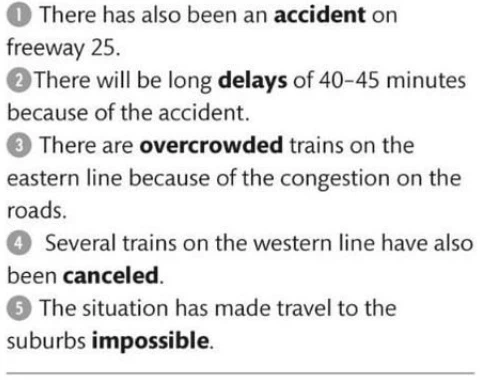 1 There has also been an accident on
freeway 25.
2 There will be long delays of 40–45 minutes
because of the accident.
3 There are overcrowded trains on the
eastern line because of the congestion on the
roads.
4 Several trains on the western line have also
been canceled.
5 The situation has made travel to the
suburbs impossible.